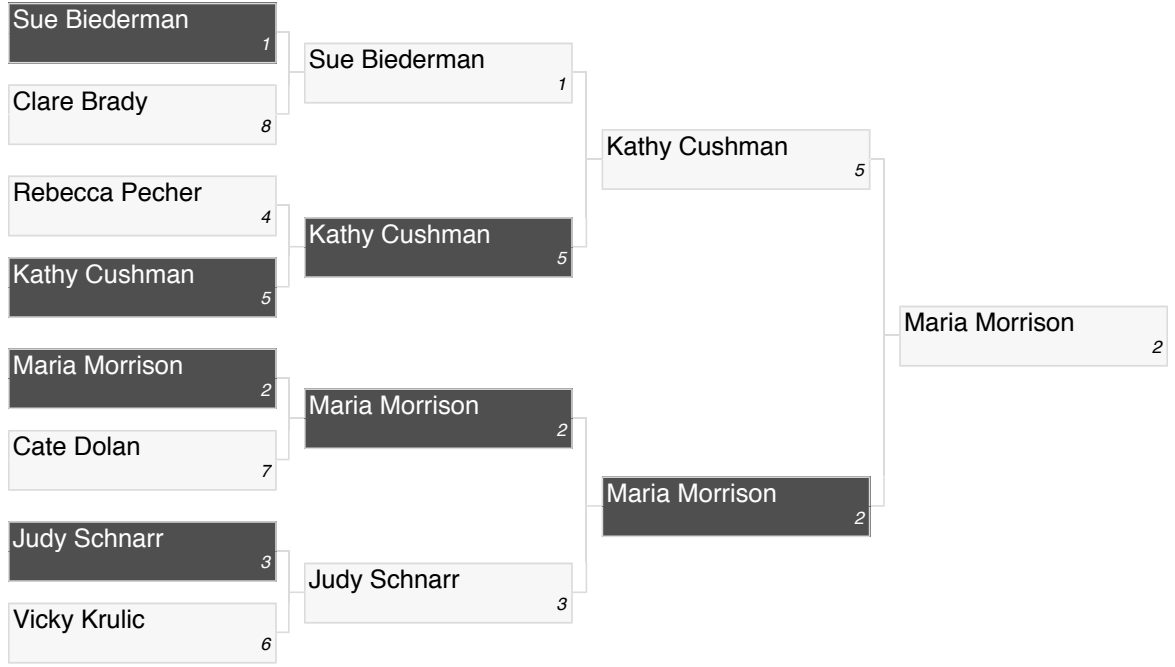 Sue Biederman
1
Clare Brady
8
Rebecca Pecher
4
Kathy Cushman
5
Maria Morrison
2
Cate Dolan
7
Judy Schnarr
3
Vicky Krulic
6
Sue Biederman
1
Kathy Cushman
5
Maria Morrison
2
Judy Schnarr
3
Kathy Cushman
5
Maria Morrison
2
Maria Morrison
2